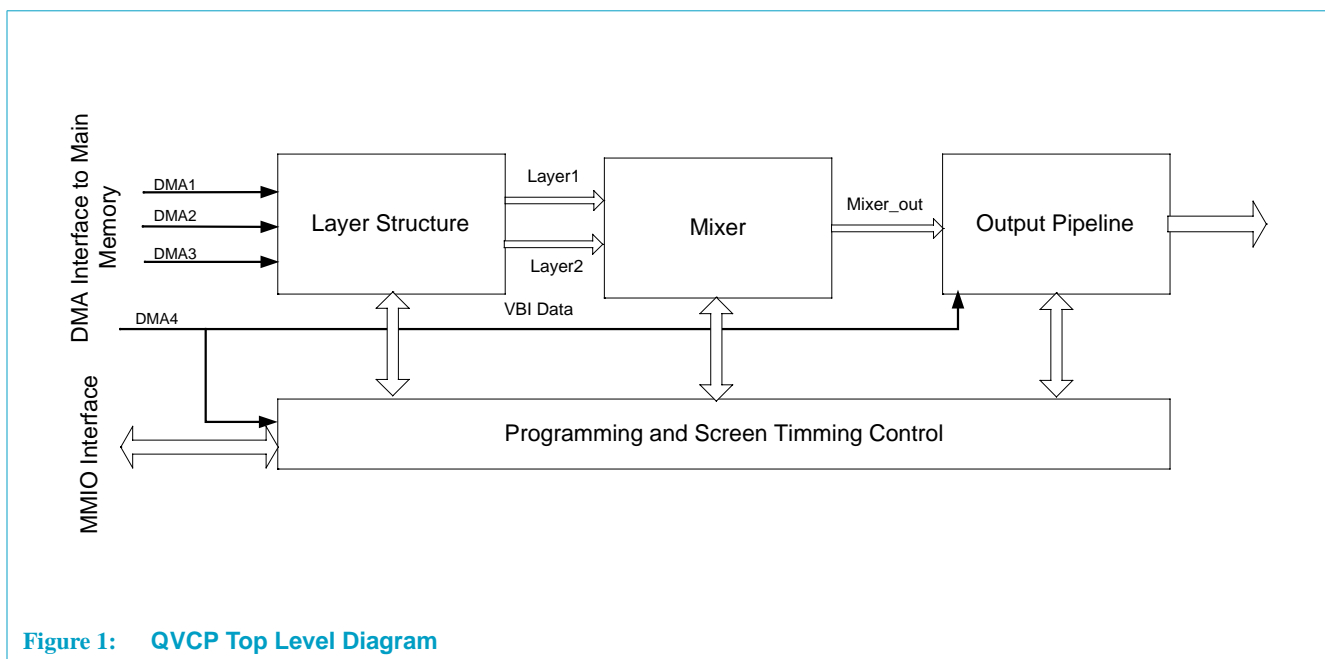 DMA Interface to Main
Memory
DMA1
DMA2
DMA3
Layer Structure
Layer1
Layer2
Mixer
Mixer_out
Output Pipeline
DMA4
VBI Data
MMIO Interface
Programming and Screen Timming Control
Figure 1: QVCP Top Level Diagram